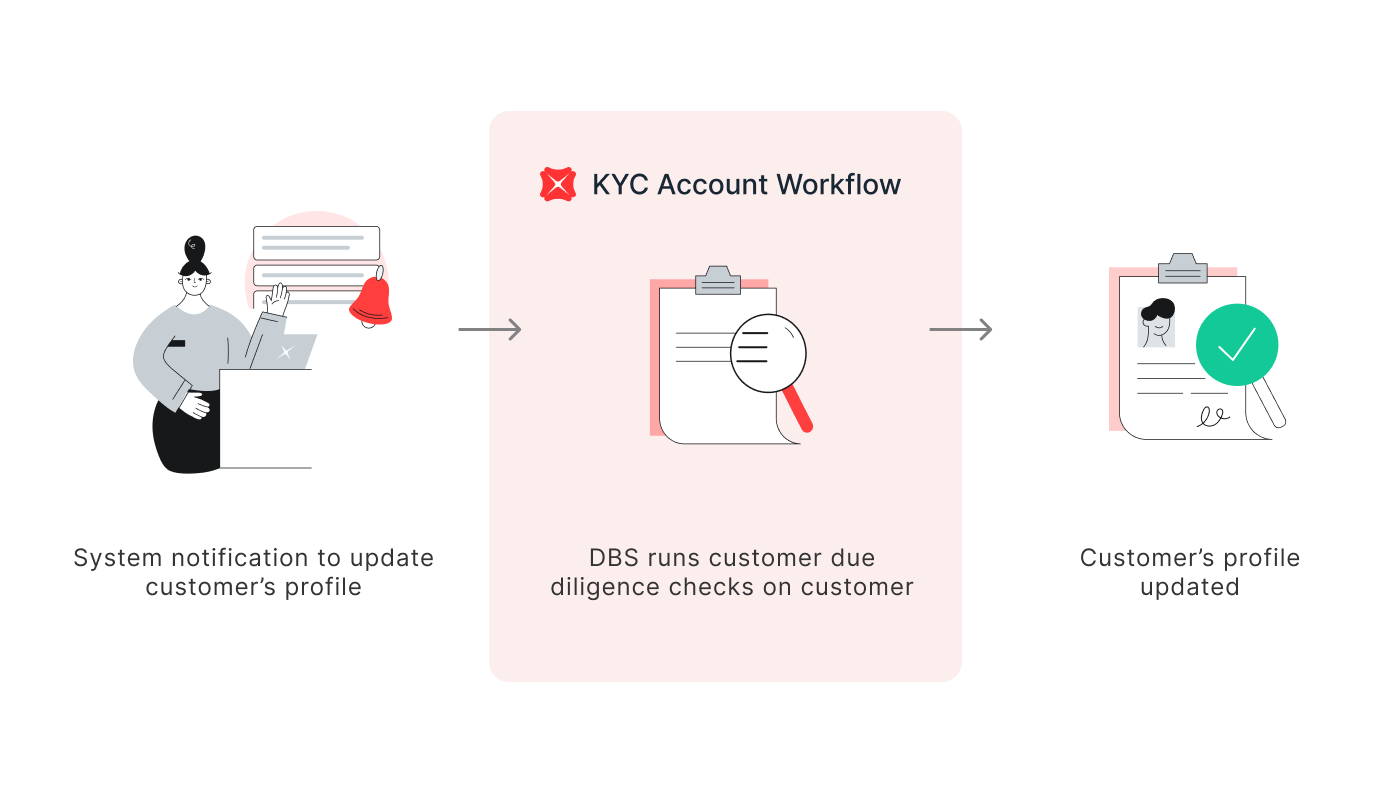 KYC Account Workflow
System notification to update
customer’s profile
DBS runs customer due
diligence checks on customer
Customer’s profile
updated